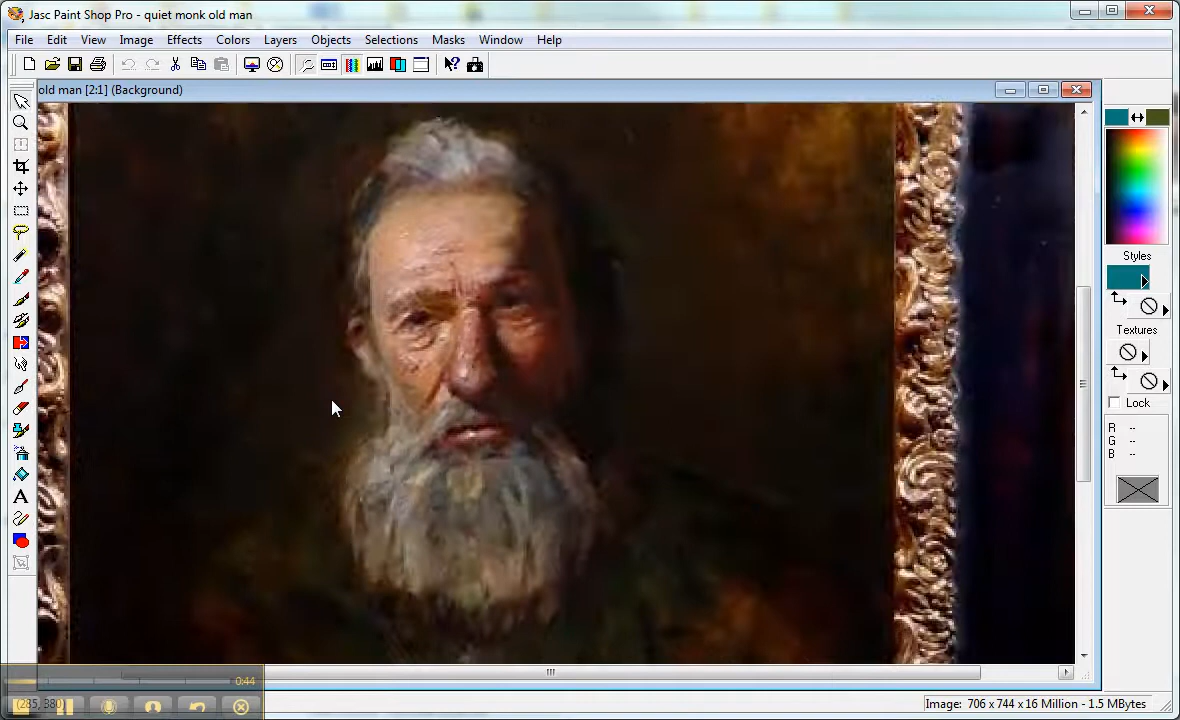 Jasc Paint Shop Pro - quiet monk old man
File Edit View Image Effects Colors Layers Objects Selections Masks Window Help
old man [2:1] (Background)
Styles
Textures
Lock
R --
G --
B --
0:44
(285, 380)
Image: 706 x 744 x 16 Million - 1.5 MBytes